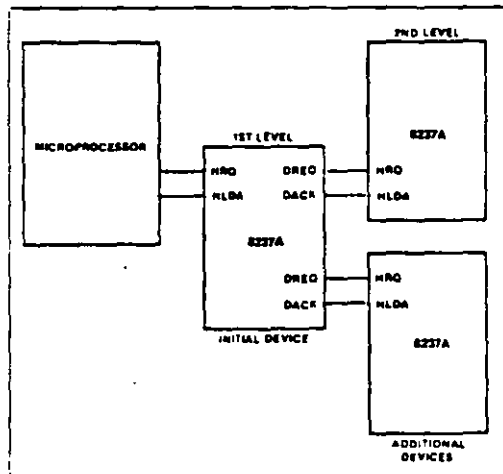 2ND LEVEL
8237A
MICROPROCESSOR
1ST LEVEL
HRQ DREQ HRQ
HLDA DACK HLDA
8237A
DREQ HRQ
DACK HLDA
8237A
INITIAL DEVICE
ADDITIONAL
DEVICES